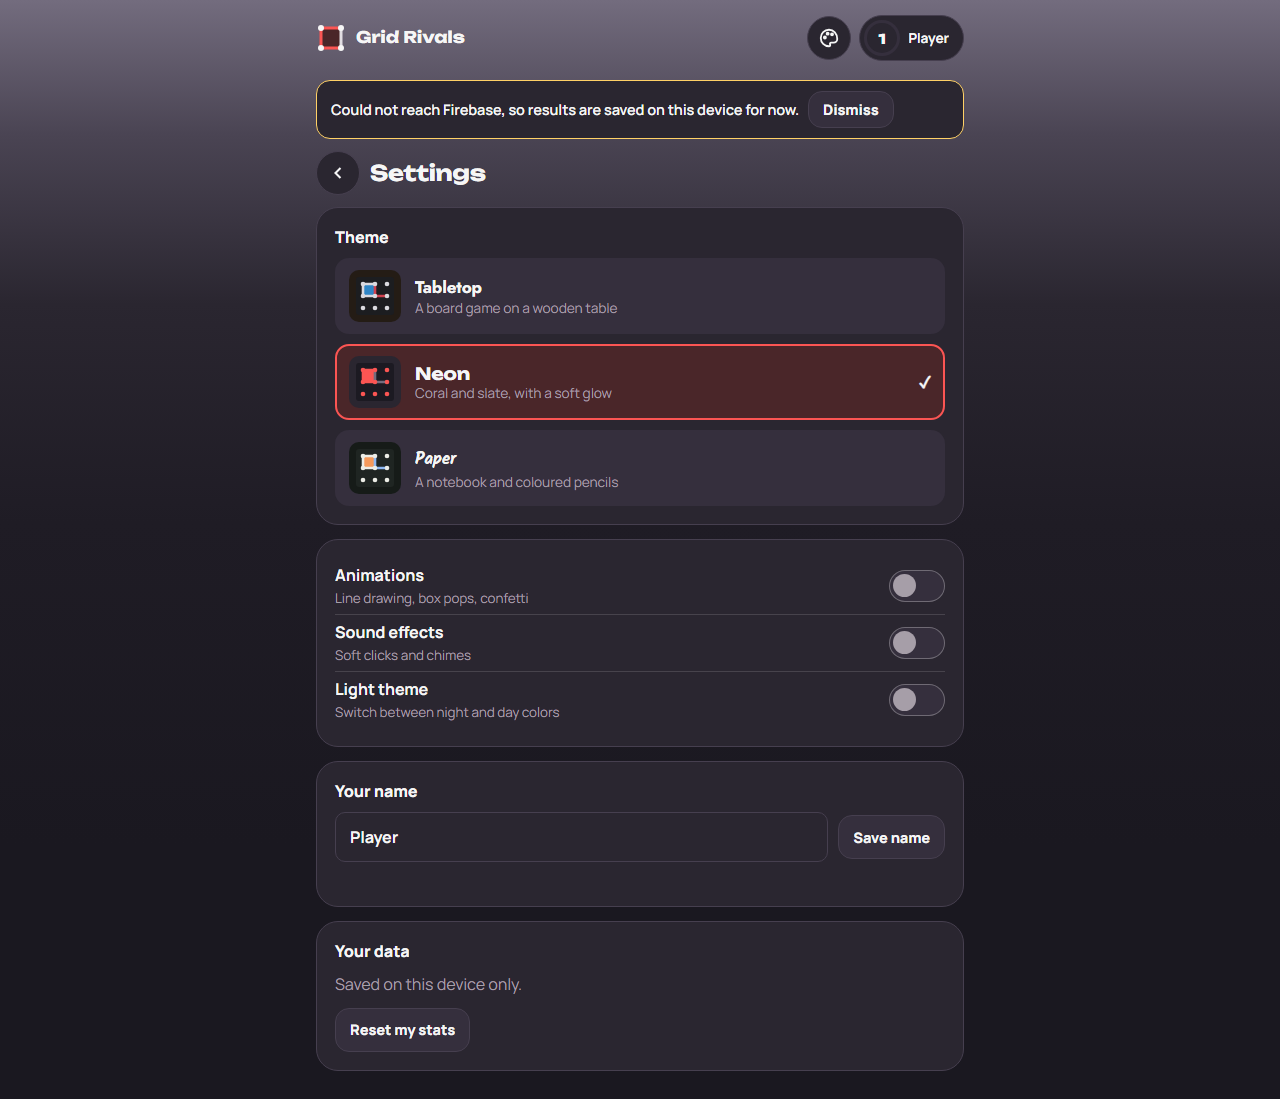 Grid Rivals
1 Player
Could not reach Firebase, so results are saved on this device for now. Dismiss
Settings
Theme
Tabletop
A board game on a wooden table
Neon
Coral and slate, with a soft glow
Paper
A notebook and coloured pencils
Animations
Line drawing, box pops, confetti
Sound effects
Soft clicks and chimes
Light theme
Switch between night and day colors
Your name
Player Save name
Your data
Saved on this device only.
Reset my stats